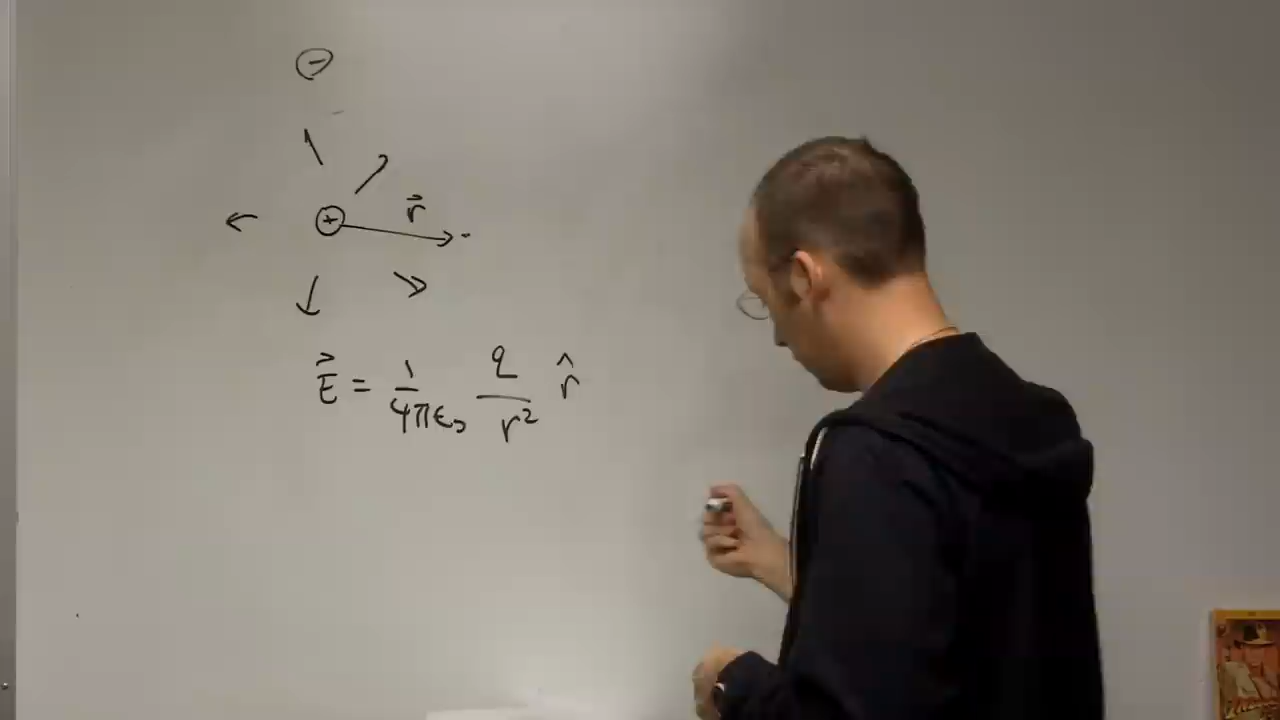 −
+ r⃗
E⃗ = 1/4πε₀ q/r² r̂